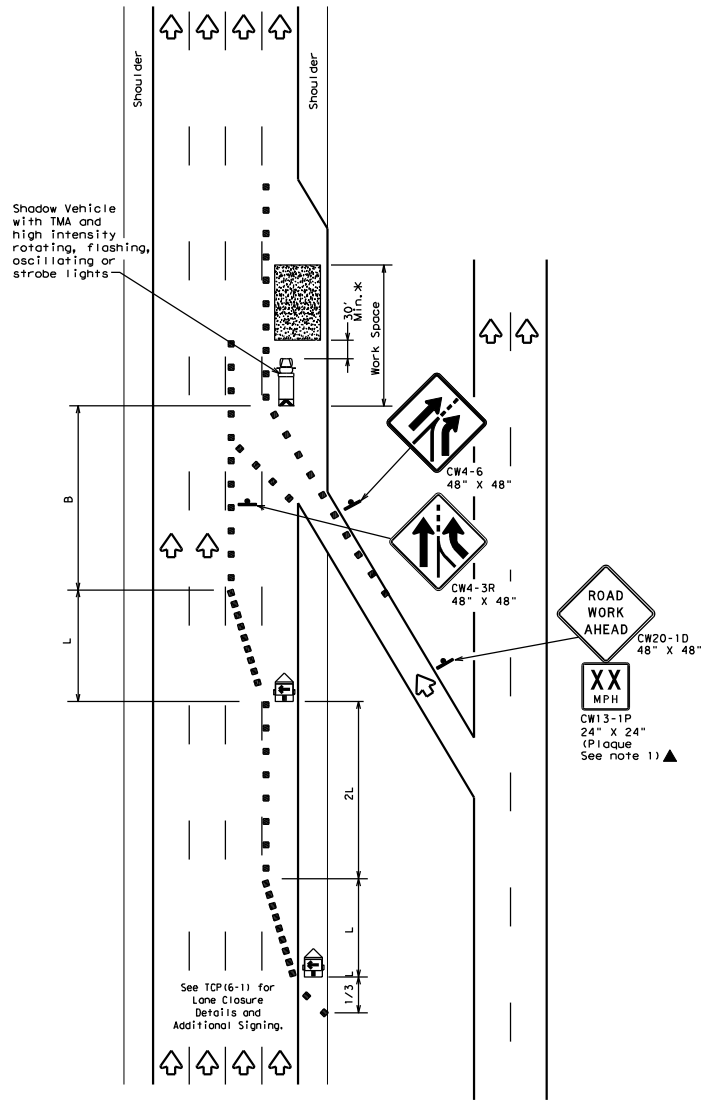 Shoulder
Shoulder
Shadow Vehicle
with TMA and
high intensity
rotating, flashing,
oscillating or
strobe lights
30'
Min.*
Work Space
CW4-6
48" X 48"
B
CW4-3R
48" X 48"
ROAD
WORK
AHEAD
CW20-1D
48" X 48"
L
XX
MPH
CW13-1P
24" X 24"
(Plaque
See note 1) ▲
2L
L
1/3 L
See TCP(6-1) for
Lane Closure
Details and
Additional Signing.